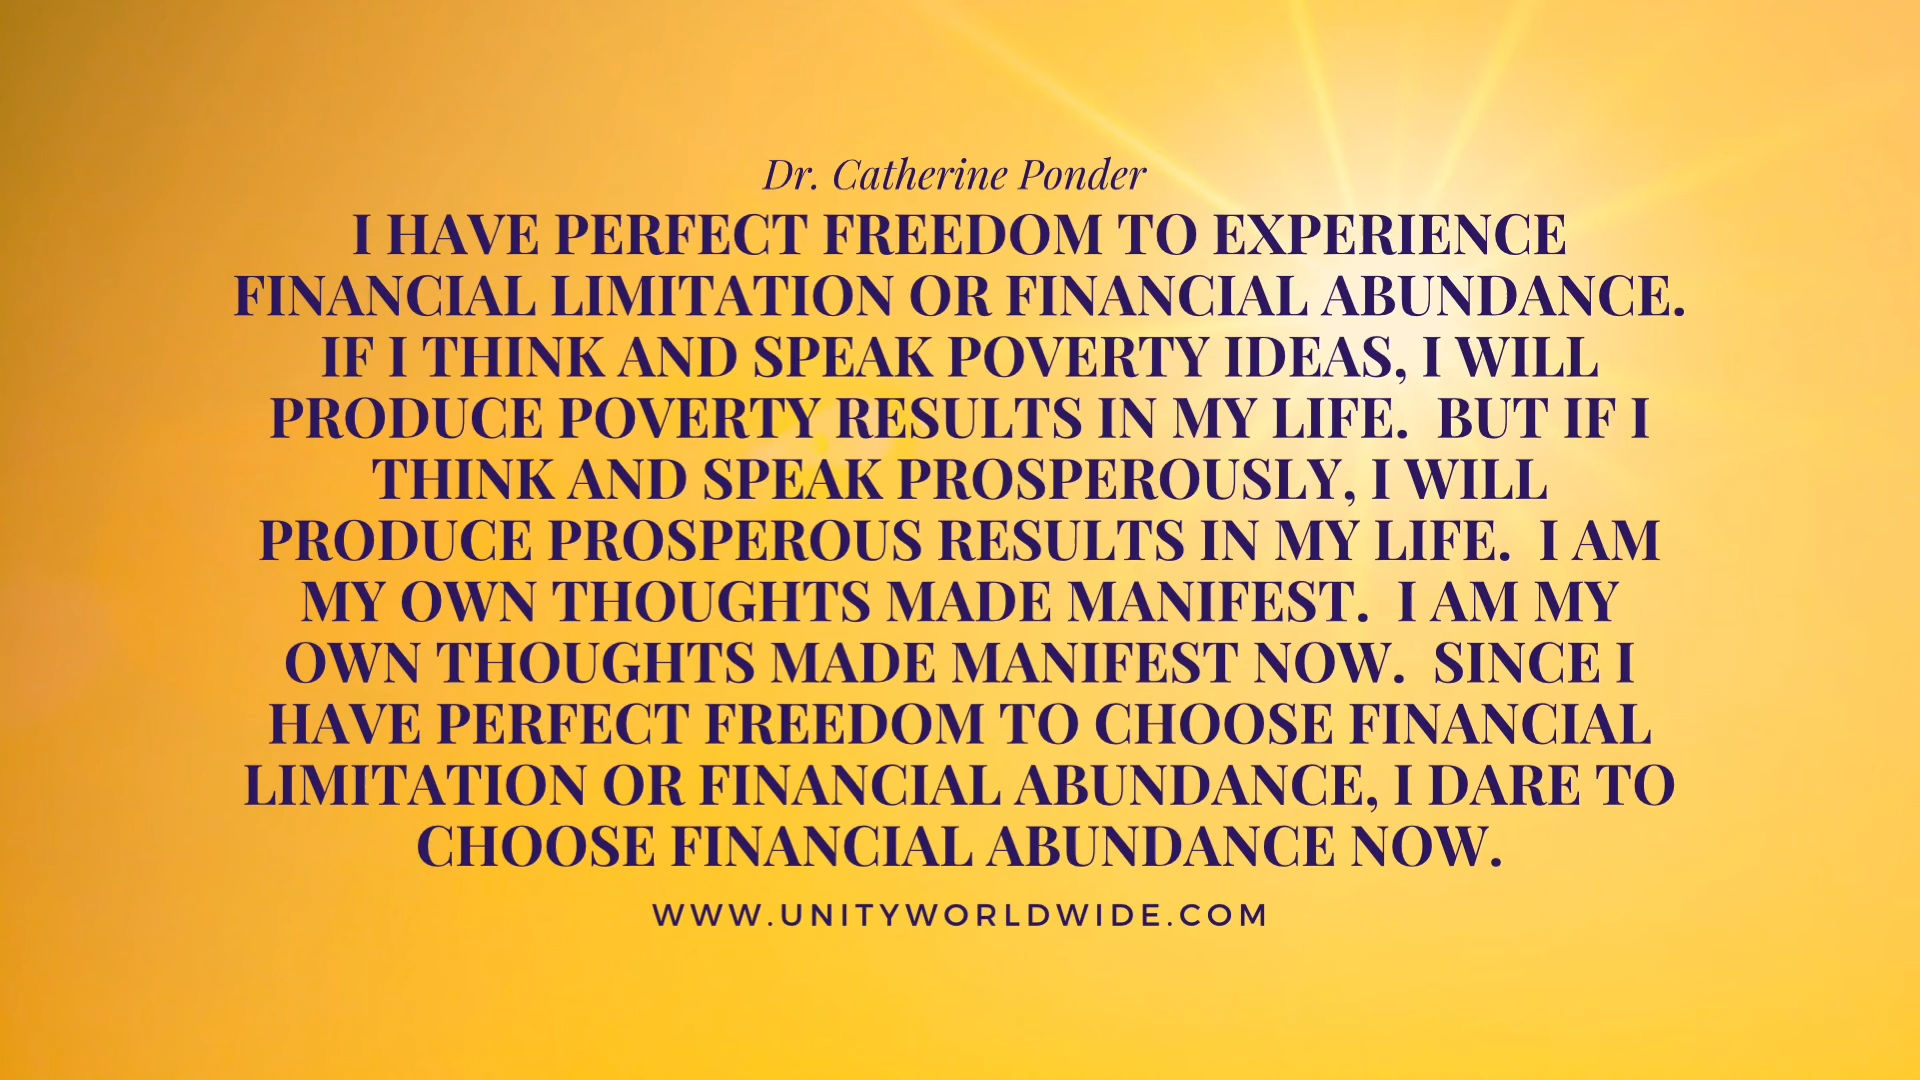 Dr. Catherine Ponder
I HAVE PERFECT FREEDOM TO EXPERIENCE
FINANCIAL LIMITATION OR FINANCIAL ABUNDANCE.
IF I THINK AND SPEAK POVERTY IDEAS, I WILL
PRODUCE POVERTY RESULTS IN MY LIFE.  BUT IF I
THINK AND SPEAK PROSPEROUSLY, I WILL
PRODUCE PROSPEROUS RESULTS IN MY LIFE.  I AM
MY OWN THOUGHTS MADE MANIFEST.  I AM MY
OWN THOUGHTS MADE MANIFEST NOW.  SINCE I
HAVE PERFECT FREEDOM TO CHOOSE FINANCIAL
LIMITATION OR FINANCIAL ABUNDANCE, I DARE TO
CHOOSE FINANCIAL ABUNDANCE NOW.
WWW.UNITYWORLDWIDE.COM